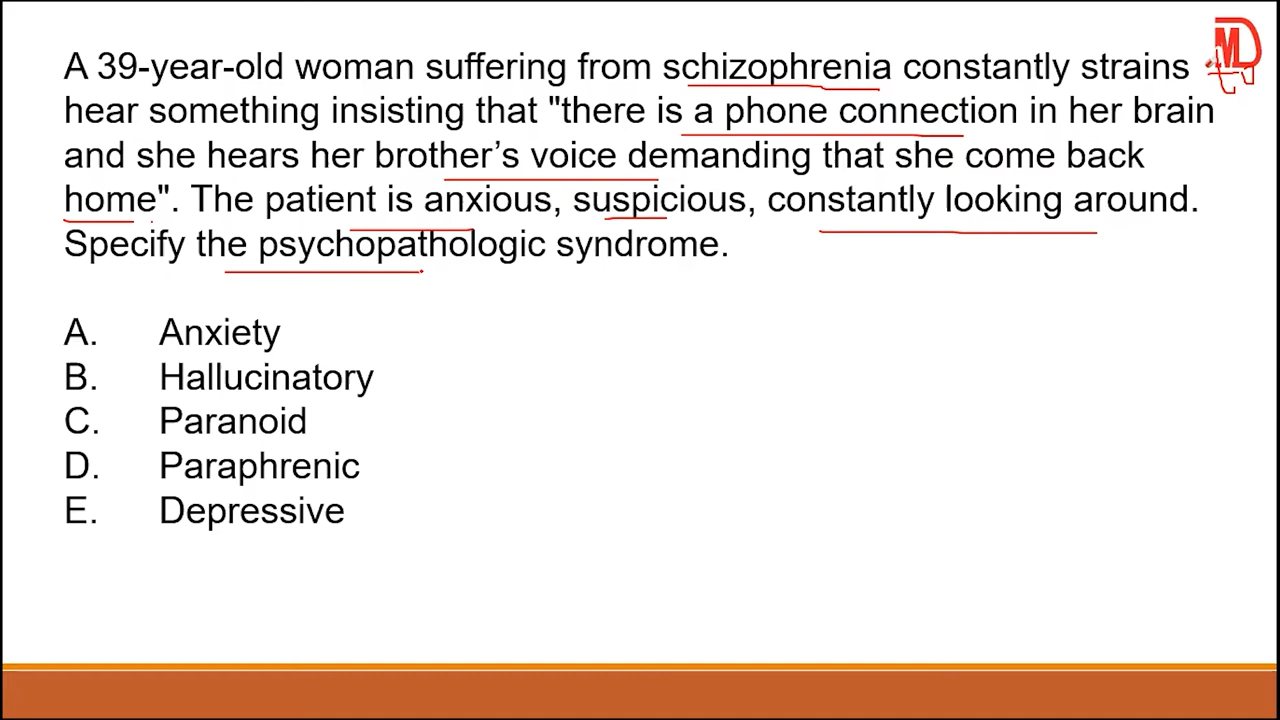 A 39-year-old woman suffering from schizophrenia constantly strains
hear something insisting that "there is a phone connection in her brain
and she hears her brother’s voice demanding that she come back
home". The patient is anxious, suspicious, constantly looking around.
Specify the psychopathologic syndrome.
A. Anxiety
B. Hallucinatory
C. Paranoid
D. Paraphrenic
E. Depressive